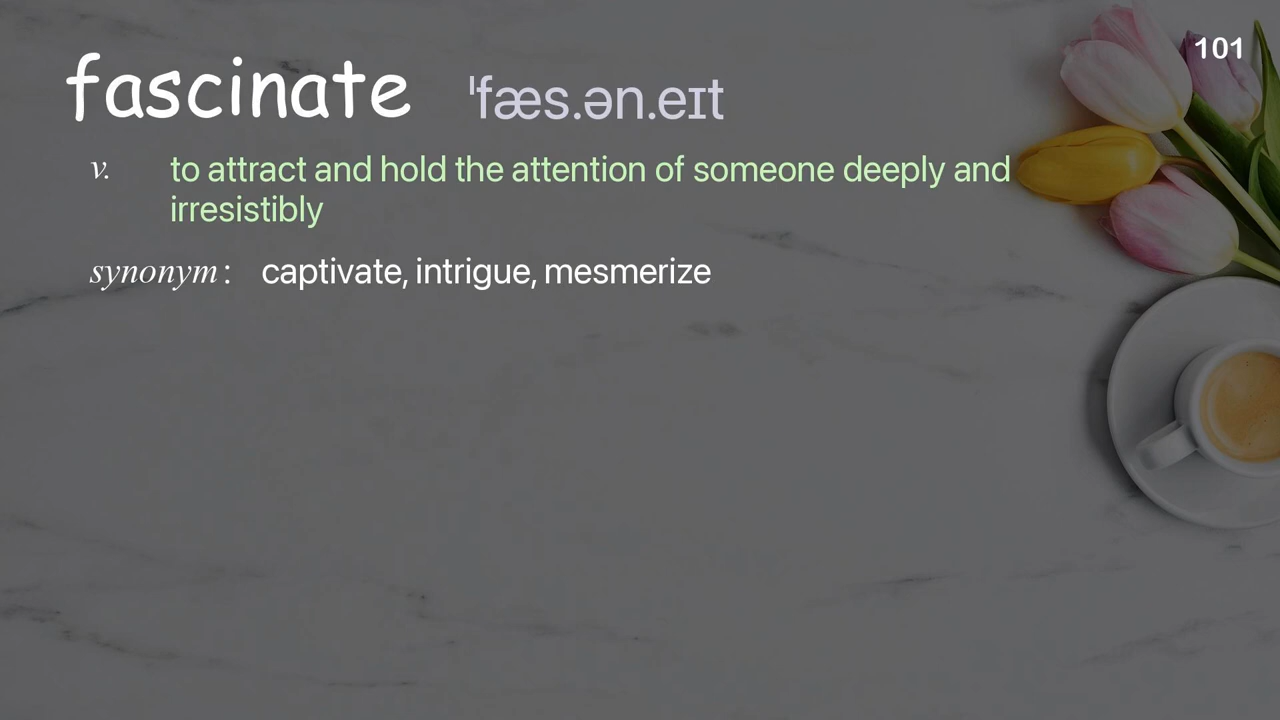 101
fascinate ˈfæs.ən.eɪt
v. to attract and hold the attention of someone deeply and
irresistibly
synonym : captivate, intrigue, mesmerize